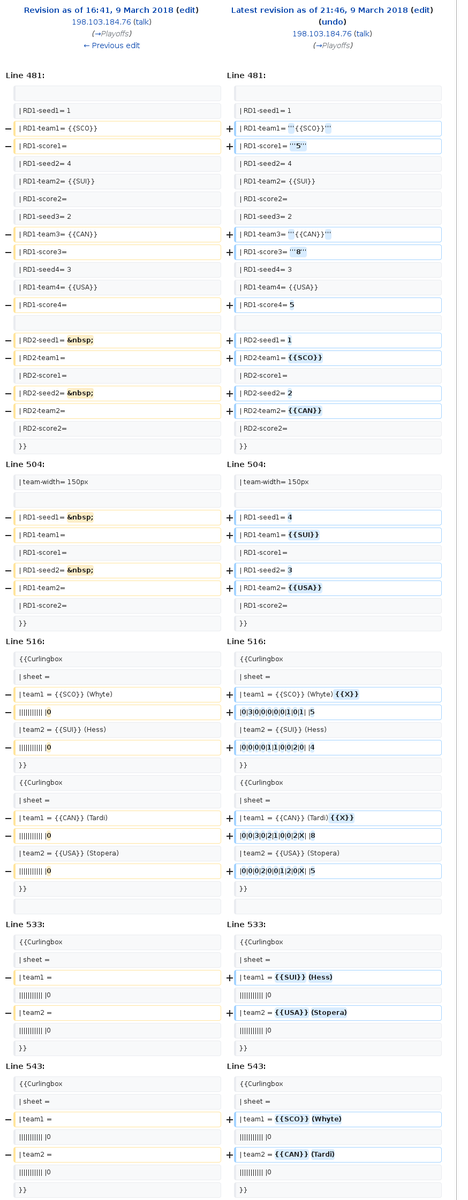 Revision as of 16:41, 9 March 2018 (edit)
198.103.184.76 (talk)
(→Playoffs)
← Previous edit
Line 481:
| RD1-seed1= 1
− | RD1-team1= {{SCO}}
− | RD1-score1=
| RD1-seed2= 4
| RD1-team2= {{SUI}}
| RD1-score2=
| RD1-seed3= 2
− | RD1-team3= {{CAN}}
− | RD1-score3=
| RD1-seed4= 3
| RD1-team4= {{USA}}
− | RD1-score4=
− | RD2-seed1= &nbsp;
− | RD2-team1=
| RD2-score1=
− | RD2-seed2= &nbsp;
− | RD2-team2=
| RD2-score2=
}}
Line 504:
| team-width= 150px
− | RD1-seed1= &nbsp;
− | RD1-team1=
| RD1-score1=
− | RD1-seed2= &nbsp;
− | RD1-team2=
| RD1-score2=
}}
Line 516:
{{Curlingbox
| sheet =
− | team1 = {{SCO}} (Whyte)
− ||||||||||| |0
| team2 = {{SUI}} (Hess)
− ||||||||||| |0
}}
{{Curlingbox
| sheet =
− | team1 = {{CAN}} (Tardi)
− ||||||||||| |0
| team2 = {{USA}} (Stopera)
− ||||||||||| |0
}}
Line 533:
{{Curlingbox
| sheet =
− | team1 =
||||||||||| |0
− | team2 =
||||||||||| |0
}}
Line 543:
{{Curlingbox
| sheet =
− | team1 =
||||||||||| |0
− | team2 =
||||||||||| |0
}}
Latest revision as of 21:46, 9 March 2018 (edit)
(undo)
198.103.184.76 (talk)
(→Playoffs)
Line 481:
| RD1-seed1= 1
+ | RD1-team1= '''{{SCO}}'''
+ | RD1-score1= '''5'''
| RD1-seed2= 4
| RD1-team2= {{SUI}}
| RD1-score2=
| RD1-seed3= 2
+ | RD1-team3= '''{{CAN}}'''
+ | RD1-score3= '''8'''
| RD1-seed4= 3
| RD1-team4= {{USA}}
+ | RD1-score4= 5
+ | RD2-seed1= 1
+ | RD2-team1= {{SCO}}
| RD2-score1=
+ | RD2-seed2= 2
+ | RD2-team2= {{CAN}}
| RD2-score2=
}}
Line 504:
| team-width= 150px
+ | RD1-seed1= 4
+ | RD1-team1= {{SUI}}
| RD1-score1=
+ | RD1-seed2= 3
+ | RD1-team2= {{USA}}
| RD1-score2=
}}
Line 516:
{{Curlingbox
| sheet =
+ | team1 = {{SCO}} (Whyte) {{X}}
+ |0|3|0|0|0|0|0|1|0|1| |5
| team2 = {{SUI}} (Hess)
+ |0|0|0|0|1|1|0|0|2|0| |4
}}
{{Curlingbox
| sheet =
+ | team1 = {{CAN}} (Tardi) {{X}}
+ |0|0|3|0|2|1|0|0|2|X| |8
| team2 = {{USA}} (Stopera)
+ |0|0|0|2|0|0|1|2|0|X| |5
}}
Line 533:
{{Curlingbox
| sheet =
+ | team1 = {{SUI}} (Hess)
||||||||||| |0
+ | team2 = {{USA}} (Stopera)
||||||||||| |0
}}
Line 543:
{{Curlingbox
| sheet =
+ | team1 = {{SCO}} (Whyte)
||||||||||| |0
+ | team2 = {{CAN}} (Tardi)
||||||||||| |0
}}